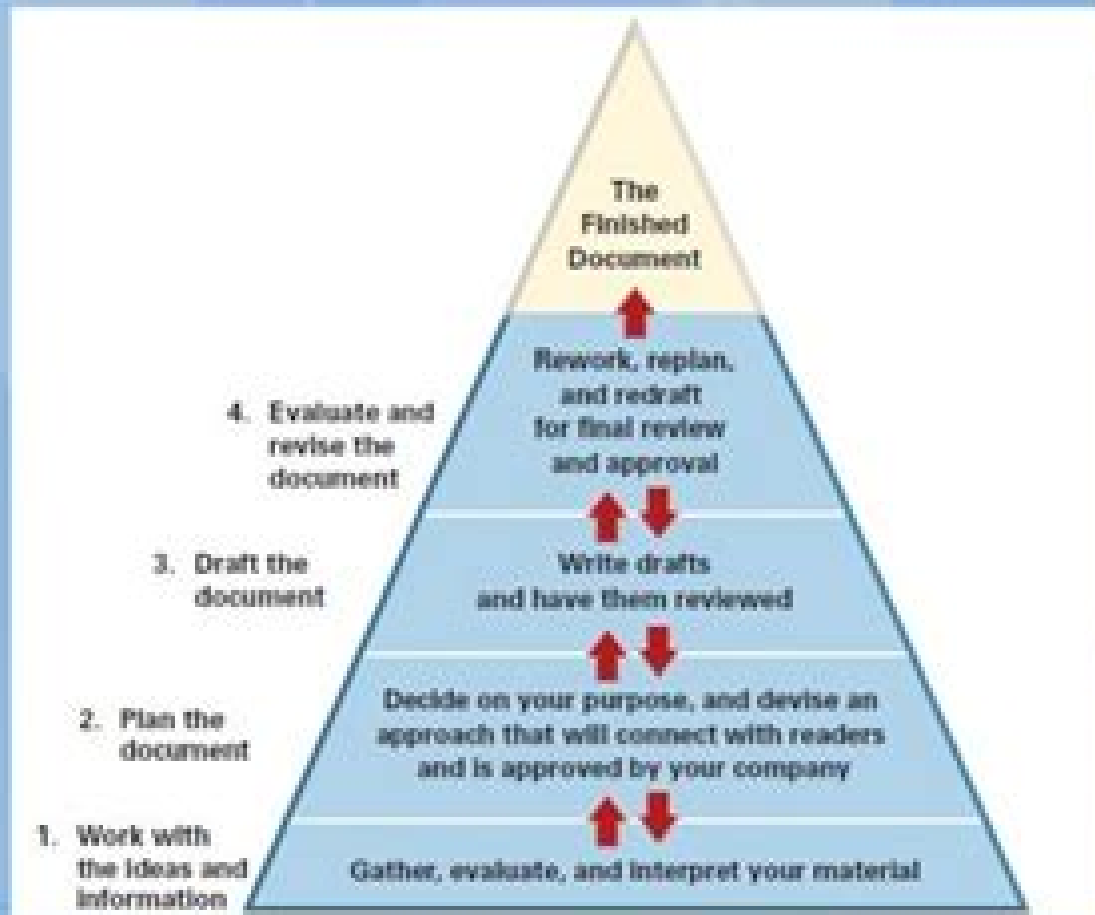 The
Finished
Document
Rework, replan,
and redraft
for final review
and approval
4. Evaluate and
revise the
document
Write drafts
and have them reviewed
3. Draft the
document
Decide on your purpose, and devise an
approach that will connect with readers
and is approved by your company
2. Plan the
document
Gather, evaluate, and interpret your material
1. Work with
the ideas and
information